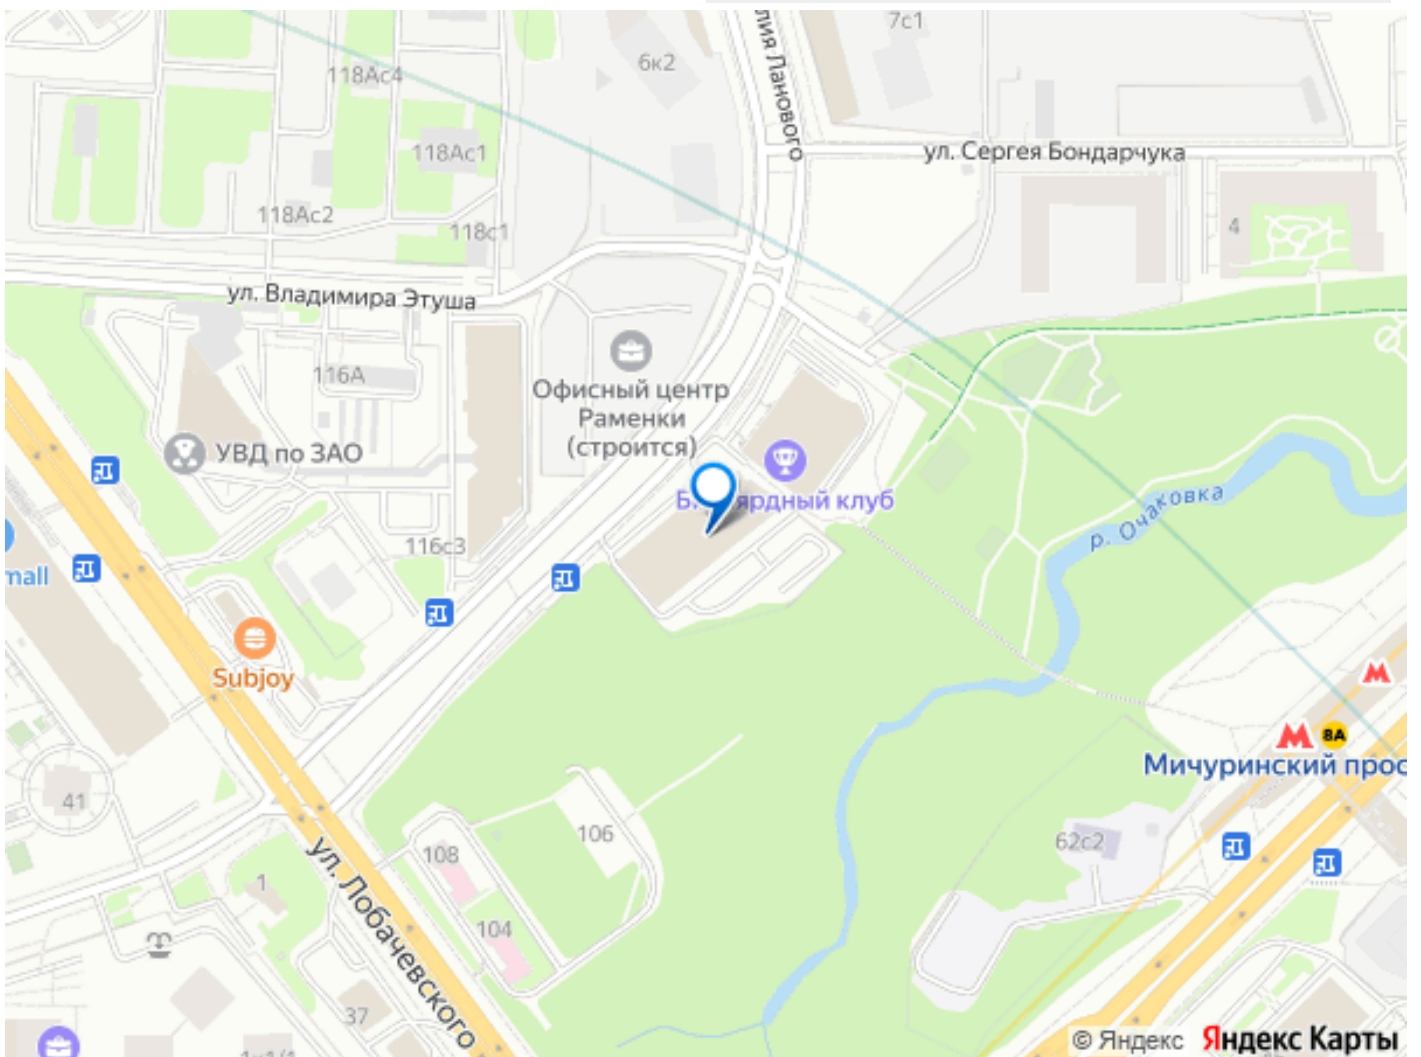 7с1
6к2
118Ас4
лия Ланового
118Ас1
ул. Сергея Бондарчука
118Ас2
118с1
4
ул. Владимира Этуша
116А
Офисный центр
Раменки
(строится)
УВД по ЗАО
ярдный клуб
р. Очаковка
116с3
mall
Subjoy
М
М 8А
Мичуринский прос
41
106
62с2
108
1
ул. Лобачевского
104
37
1к1/1
© Яндекс Яндекс Карты